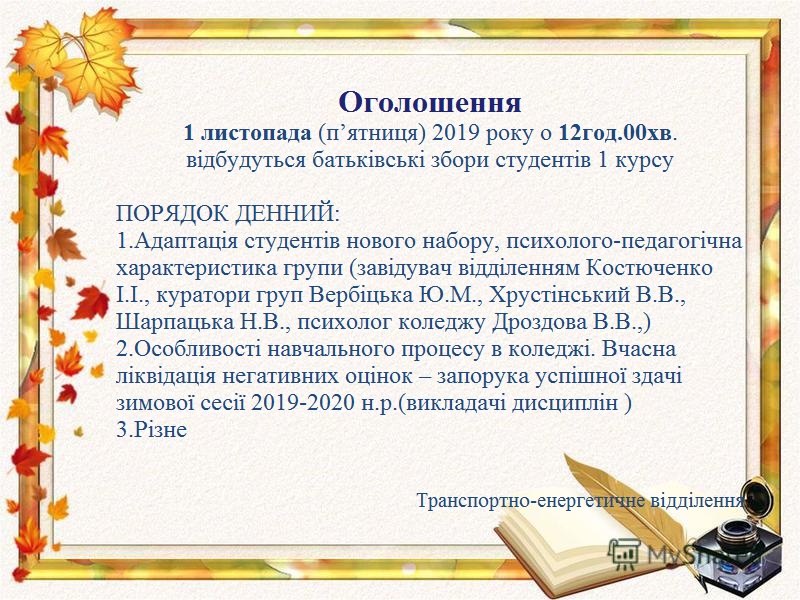 Оголошення
1 листопада (п’ятниця) 2019 року о 12год.00хв.
відбудуться батьківські збори студентів 1 курсу
ПОРЯДОК ДЕННИЙ:
1.Адаптація студентів нового набору, психолого-педагогічна
характеристика групи (завідувач відділенням Костюченко
І.І., куратори груп Вербіцька Ю.М., Хрустінський В.В.,
Шарпацька Н.В., психолог коледжу Дроздова В.В.,)
2.Особливості навчального процесу в коледжі. Вчасна
ліквідація негативних оцінок – запорука успішної здачі
зимової сесії 2019-2020 н.р.(викладачі дисциплін )
3.Різне
Транспортно-енергетичне відділення
MyShared